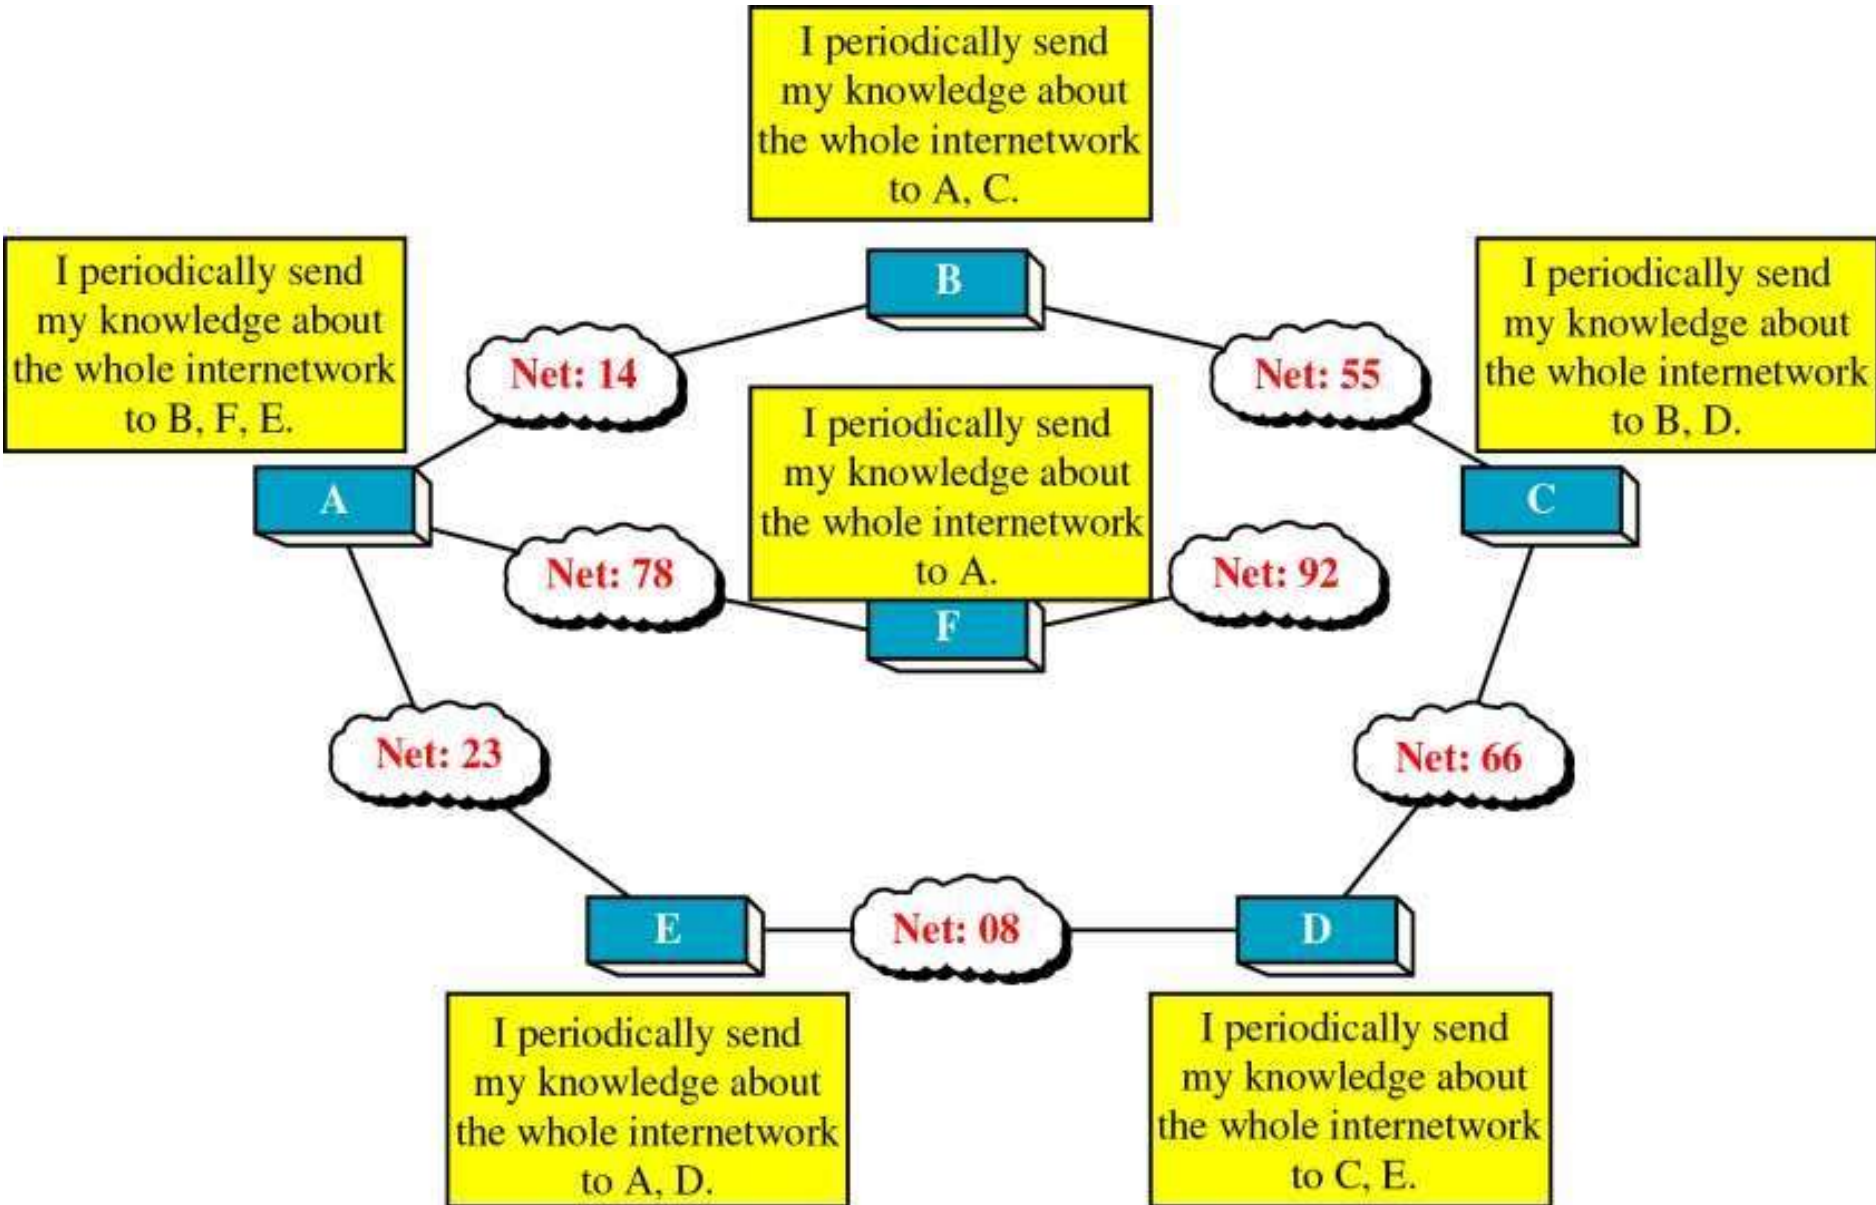 I periodically send
my knowledge about
the whole internetwork
to A, C.
I periodically send
my knowledge about
the whole internetwork
to B, F, E.
B
I periodically send
my knowledge about
the whole internetwork
to B, D.
Net: 14
Net: 55
I periodically send
my knowledge about
the whole internetwork
to A.
A
C
Net: 78
Net: 92
F
Net: 23
Net: 66
E
Net: 08
D
I periodically send
my knowledge about
the whole internetwork
to A, D.
I periodically send
my knowledge about
the whole internetwork
to C, E.